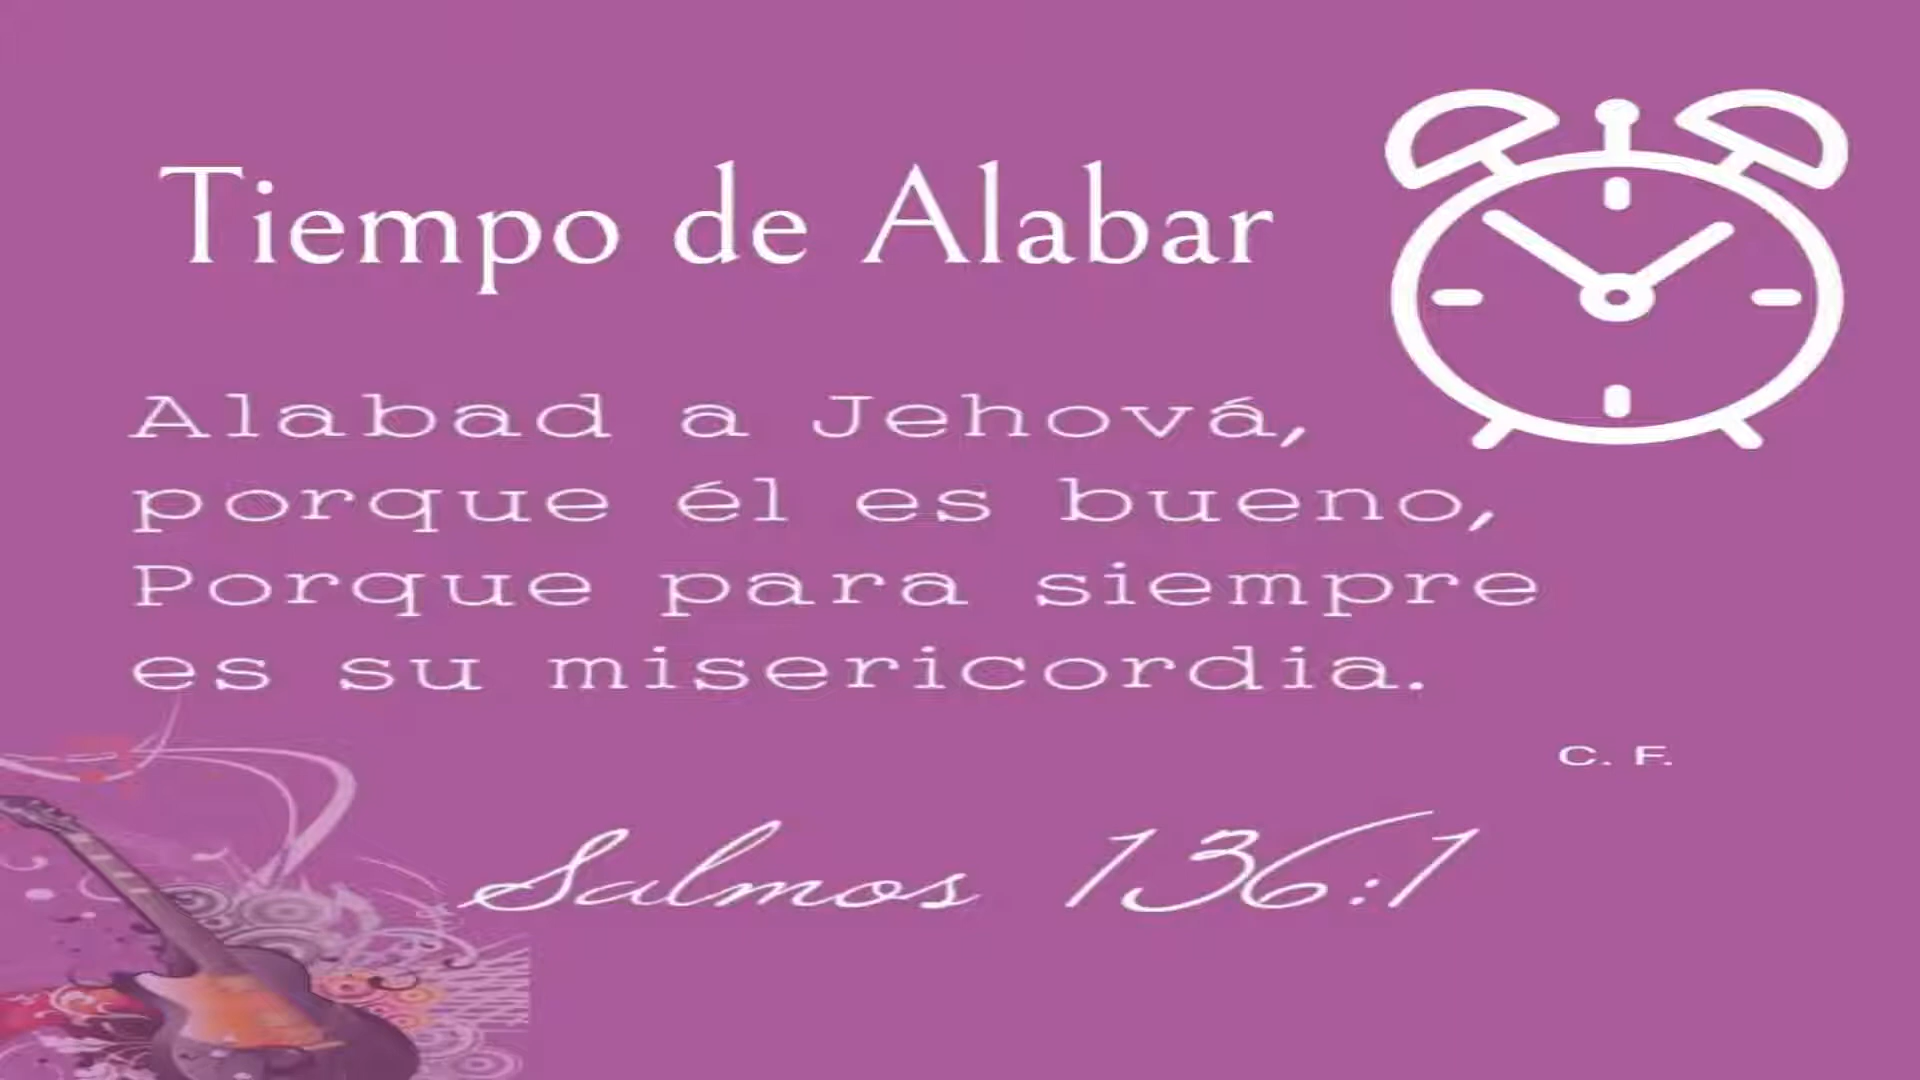 Tiempo de Alabar
Alabad a Jehová,
porque él es bueno,
Porque para siempre
es su misericordia.
C. F.
Salmos 136:1